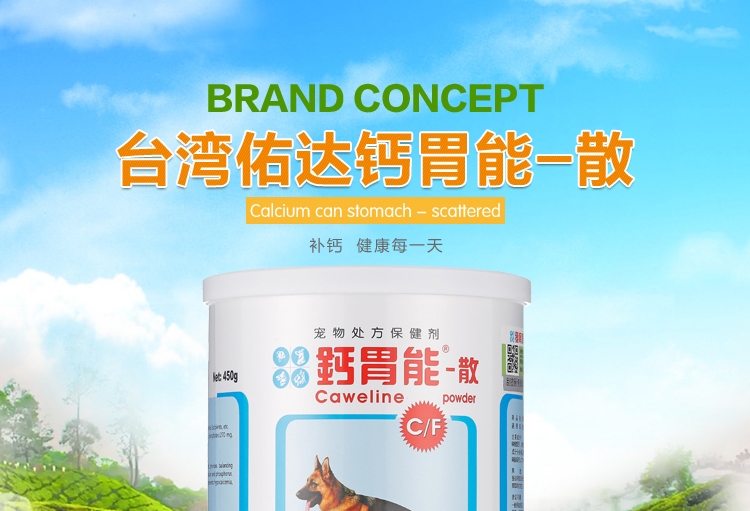 BRAND CONCEPT
台湾佑达钙胃能-散
Calcium can stomach – scattered
补钙 健康每一天
宠物处方保健剂
鈣胃能®-散
Caweline powder
C/F
Net: 450g